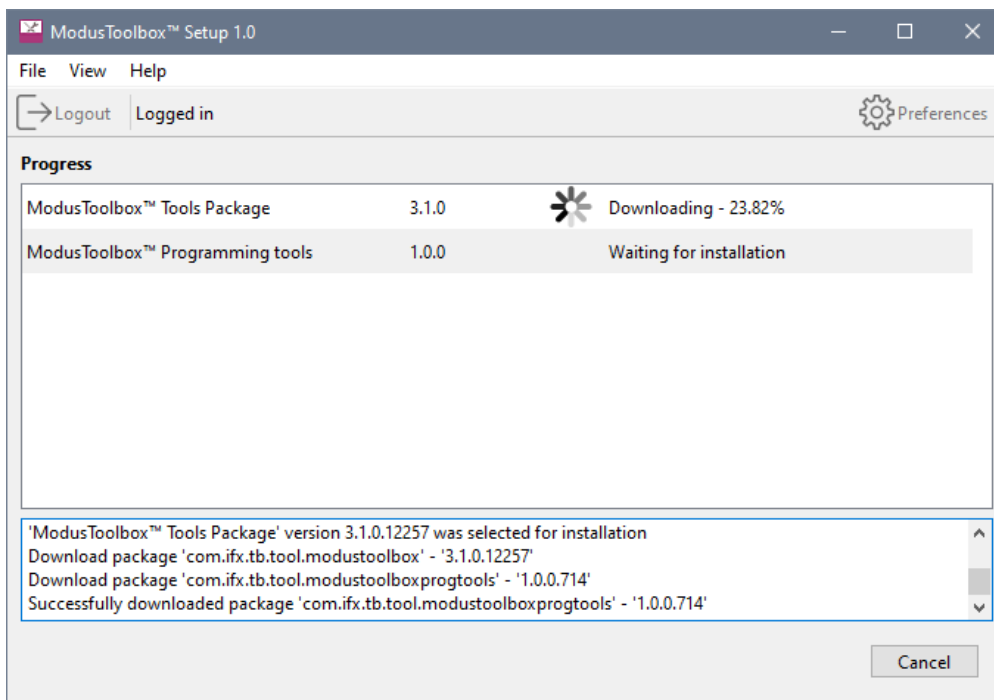 ModusToolbox™ Setup 1.0
File View Help
Logout Logged in Preferences
Progress
ModusToolbox™ Tools Package 3.1.0 Downloading - 23.82%
ModusToolbox™ Programming tools 1.0.0 Waiting for installation
'ModusToolbox™ Tools Package' version 3.1.0.12257 was selected for installation
Download package 'com.ifx.tb.tool.modustoolbox' - '3.1.0.12257'
Download package 'com.ifx.tb.tool.modustoolboxprogtools' - '1.0.0.714'
Successfully downloaded package 'com.ifx.tb.tool.modustoolboxprogtools' - '1.0.0.714'
Cancel